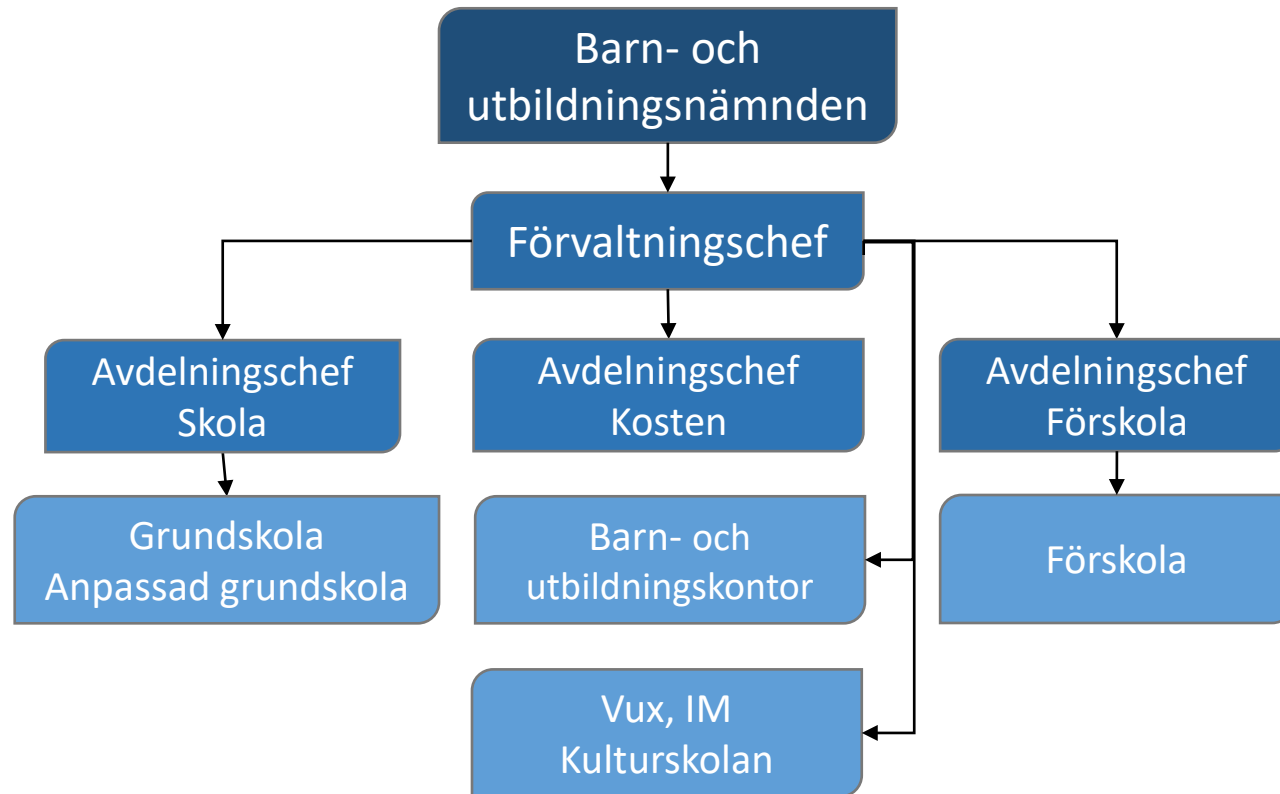 Barn- och
utbildningsnämnden
Förvaltningschef
Avdelningschef
Skola
Avdelningschef
Kosten
Avdelningschef
Förskola
Grundskola
Anpassad grundskola
Barn- och
utbildningskontor
Förskola
Vux, IM
Kulturskolan